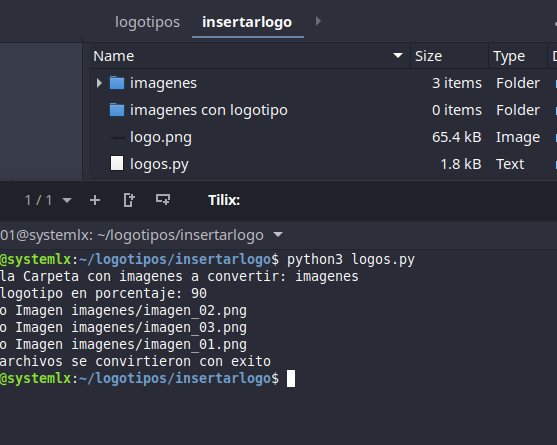 logotipos insertarlogo
Name Size Type
imagenes 3 items Folder
imagenes con logotipo 0 items Folder
logo.png 65.4 kB Image
logos.py 1.8 kB Text
1 / 1 Tilix:
01@systemlx: ~/logotipos/insertarlogo
@systemlx:~/logotipos/insertarlogo$ python3 logos.py
la Carpeta con imagenes a convertir: imagenes
logotipo en porcentaje: 90
o Imagen imagenes/imagen_02.png
o Imagen imagenes/imagen_03.png
o Imagen imagenes/imagen_01.png
archivos se convirtieron con exito
@systemlx:~/logotipos/insertarlogo$